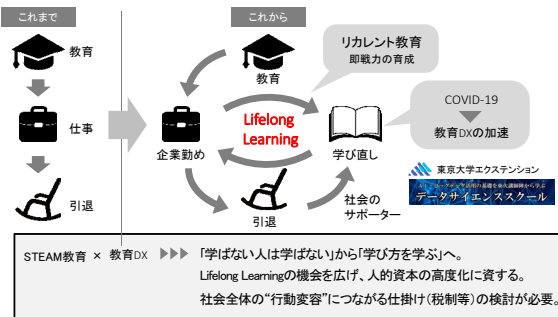 これまで
教育
仕事
引退
これから
教育
企業勤め
Lifelong
Learning
学び直し
引退
社会の
サポーター
リカレント教育
即戦力の育成
COVID-19
教育DXの加速
東京大学エクステンション
データサイエンススクール
STEAM教育 × 教育DX
「学ばない人は学ばない」から「学び方を学ぶ」へ。
Lifelong Learningの機会を広げ、人的資本の高度化に資する。
社会全体の“行動変容”につながる仕掛け(税制等)の検討が必要。